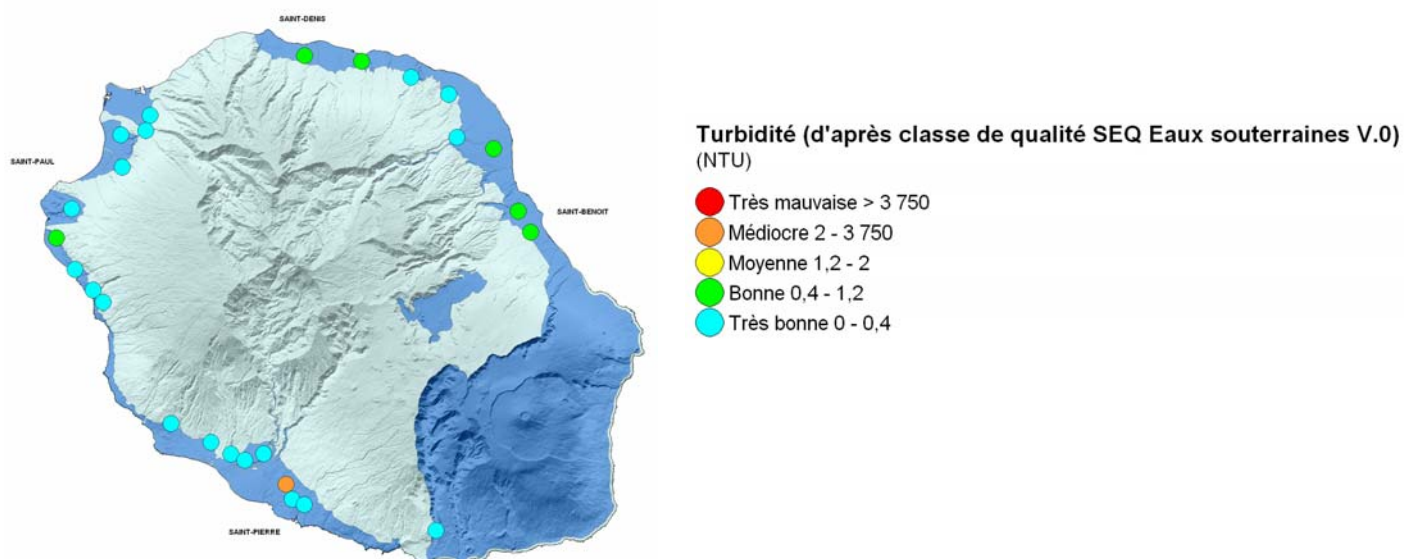 SAINT-DENIS
SAINT-PAUL
SAINT-BENOIT
SAINT-PIERRE
Turbidité (d'après classe de qualité SEQ Eaux souterraines V.0)
(NTU)
Très mauvaise > 3 750
Médiocre 2 - 3 750
Moyenne 1,2 - 2
Bonne 0,4 - 1,2
Très bonne 0 - 0,4